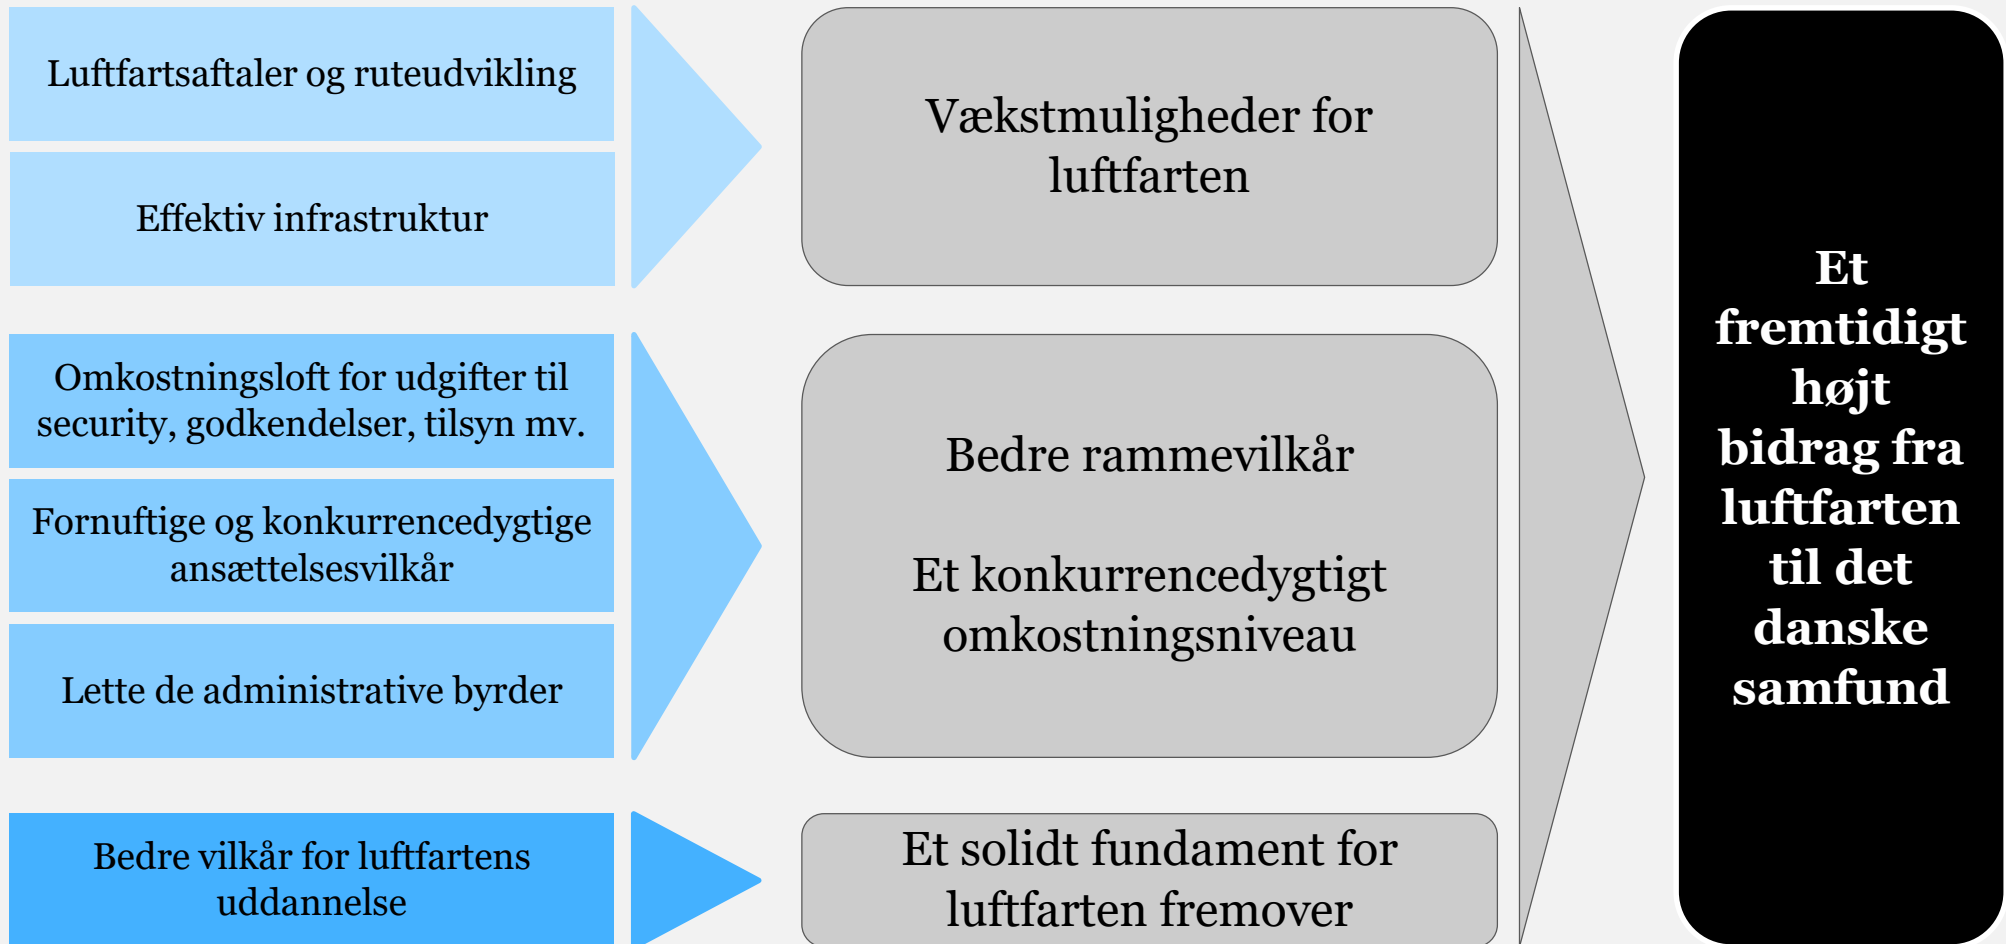 Luftfartsaftaler og ruteudvikling
Effektiv infrastruktur
Vækstmuligheder for
luftfarten
Omkostningsloft for udgifter til
security, godkendelser, tilsyn mv.
Fornuftige og konkurrencedygtige
ansættelsesvilkår
Lette de administrative byrder
Bedre rammevilkår
Et konkurrencedygtigt
omkostningsniveau
Bedre vilkår for luftfartens
uddannelse
Et solidt fundament for
luftfarten fremover
Et
fremtidigt
højt
bidrag fra
luftfarten
til det
danske
samfund